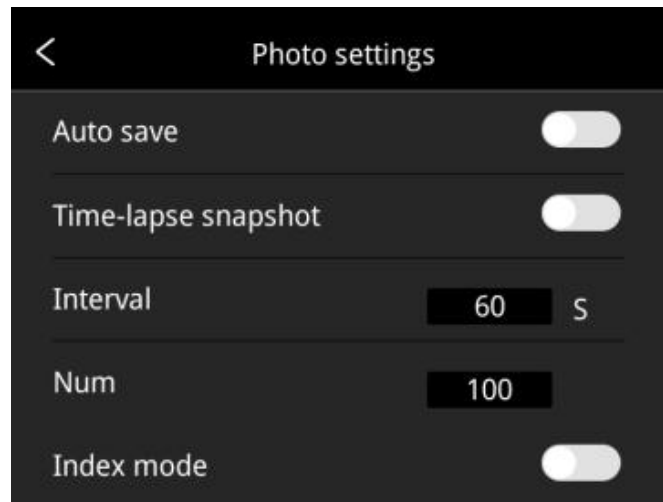 Photo settings
Auto save
Time-lapse snapshot
Interval 60 S
Num 100
Index mode